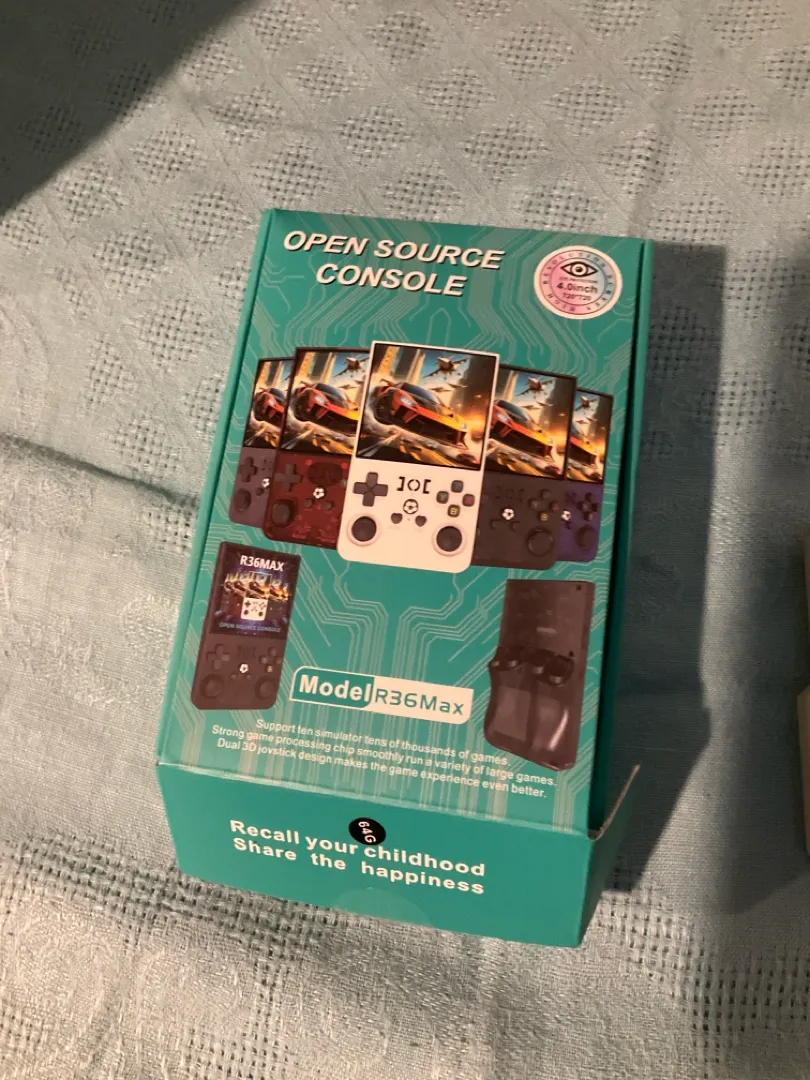 OPEN SOURCE
CONSOLE
4.0inch
720*720
R36MAX
OPEN SOURCE CONSOLE
Model R36Max
Support ten simulator tens of thousands of games.
Strong game processing chip smoothly run a variety of large games.
Dual 3D joystick design makes the game experience even better.
64G
Recall your childhood
Share the happiness